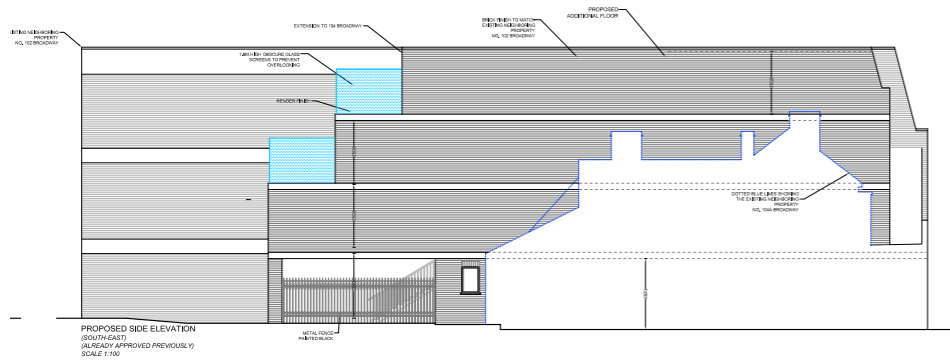 PROPOSED
ADDITIONAL FLOOR
BRICK FINISH TO MATCH
EXISTING NEIGHBORING
PROPERTY
NO, 102 BROADWAY
EXTENSION TO 104 BROADWAY
ISTING NEIGHBORING
PROPERTY
NO, 102 BROADWAY
HIGH OBSCURE GLASS
SCREENS TO PREVENT
OVERLOOKING
RENDER FINISH
DOTTED BLUE LINES SHOWING
THE EXISTING NEIGHBORING
PROPERTY
NO, 104A BROADWAY
METAL FENCE
PAINTED BLACK
PROPOSED SIDE ELEVATION
(SOUTH-EAST)
(ALREADY APPROVED PREVIOUSLY)
SCALE 1:100